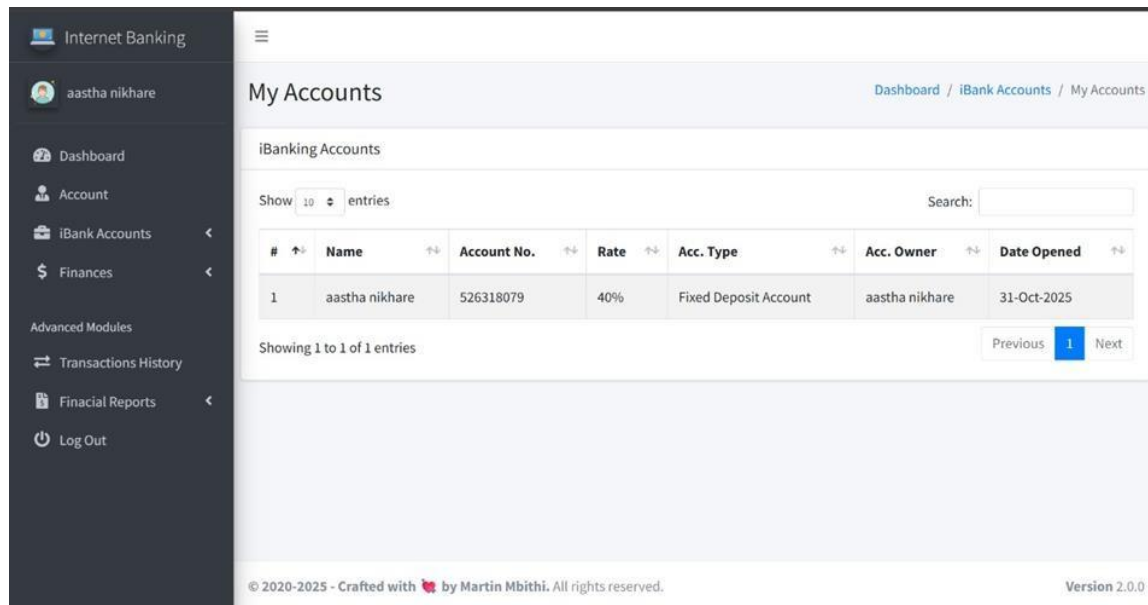 Internet Banking
aastha nikhare
Dashboard
Account
iBank Accounts
Finances
Advanced Modules
Transactions History
Finacial Reports
Log Out
My Accounts
Dashboard / iBank Accounts / My Accounts
iBanking Accounts
Show 10 entries
Search:
# Name Account No. Rate Acc. Type Acc. Owner Date Opened
1 aastha nikhare 526318079 40% Fixed Deposit Account aastha nikhare 31-Oct-2025
Showing 1 to 1 of 1 entries
Previous 1 Next
© 2020-2025 - Crafted with 💘 by Martin Mbithi. All rights reserved.
Version 2.0.0